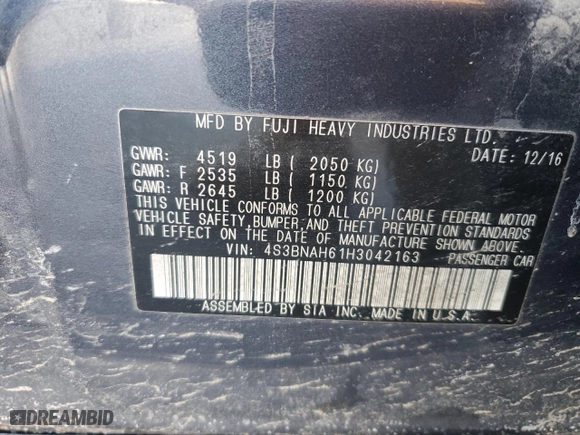 MFD BY FUJI HEAVY INDUSTRIES LTD.
GVWR: 4519 LB ( 2050 KG) DATE: 12/16
GAWR: F 2535 LB ( 1150 KG)
GAWR: R 2645 LB ( 1200 KG)
THIS VEHICLE CONFORMS TO ALL APPLICABLE FEDERAL MOTOR
VEHICLE SAFETY, BUMPER, AND THEFT PREVENTION STANDARDS
IN EFFECT ON THE DATE OF MANUFACTURE SHOWN ABOVE.
VIN: 4S3BNAH61H3042163 PASSENGER CAR
ASSEMBLED BY SIA INC. MADE IN U.S.A.
DREAMBID